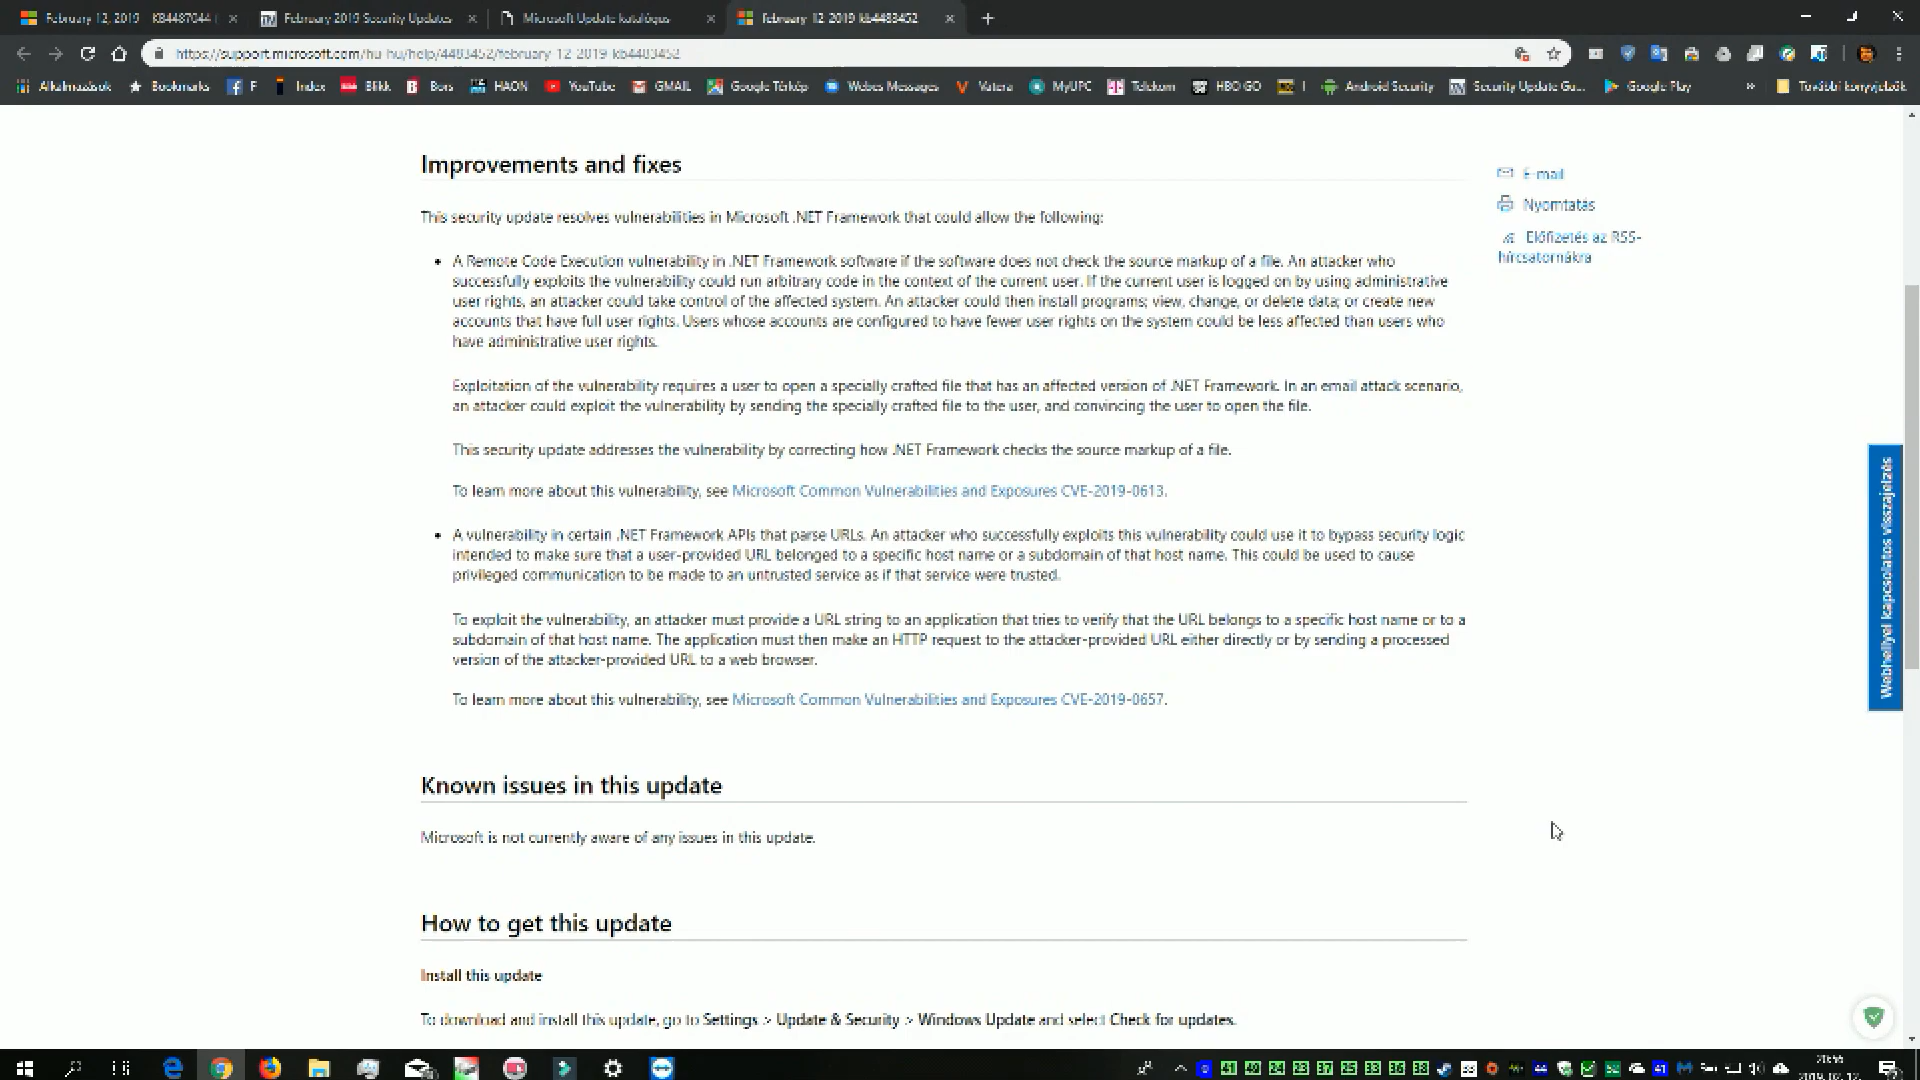 February 12, 2019 KB4487044
February 2019 Security Updates
Microsoft Update katalógus
february-12-2019-kb4483452
https://support.microsoft.com/hu-hu/help/4483452/february-12-2019-kb4483452
Alkalmazások
Bookmarks
F
Index
Blikk
Bors
HAON
YouTube
GMAIL
Google Térkép
Webes Messages
Vatera
MyUPC
Telekom
HBO GO
I
Android Security
Security Update Gu...
Google Play
További könyvjelzők
Improvements and fixes
This security update resolves vulnerabilities in Microsoft .NET Framework that could allow the following:
• A Remote Code Execution vulnerability in .NET Framework software if the software does not check the source markup of a file. An attacker who
successfully exploits the vulnerability could run arbitrary code in the context of the current user. If the current user is logged on by using administrative
user rights, an attacker could take control of the affected system. An attacker could then install programs; view, change, or delete data; or create new
accounts that have full user rights. Users whose accounts are configured to have fewer user rights on the system could be less affected than users who
have administrative user rights.
Exploitation of the vulnerability requires a user to open a specially crafted file that has an affected version of .NET Framework. In an email attack scenario,
an attacker could exploit the vulnerability by sending the specially crafted file to the user, and convincing the user to open the file.
This security update addresses the vulnerability by correcting how .NET Framework checks the source markup of a file.
To learn more about this vulnerability, see Microsoft Common Vulnerabilities and Exposures CVE-2019-0613.
• A vulnerability in certain .NET Framework APIs that parse URLs. An attacker who successfully exploits this vulnerability could use it to bypass security logic
intended to make sure that a user-provided URL belonged to a specific host name or a subdomain of that host name. This could be used to cause
privileged communication to be made to an untrusted service as if that service were trusted.
To exploit the vulnerability, an attacker must provide a URL string to an application that tries to verify that the URL belongs to a specific host name or to a
subdomain of that host name. The application must then make an HTTP request to the attacker-provided URL either directly or by sending a processed
version of the attacker-provided URL to a web browser.
To learn more about this vulnerability, see Microsoft Common Vulnerabilities and Exposures CVE-2019-0657.
Known issues in this update
Microsoft is not currently aware of any issues in this update.
How to get this update
Install this update
To download and install this update, go to Settings > Update & Security > Windows Update and select Check for updates.
E-mail
Nyomtatás
Előfizetés az RSS-
hírcsatornákra
Webhellyel kapcsolatos visszajelzés
2019. 02. 12.